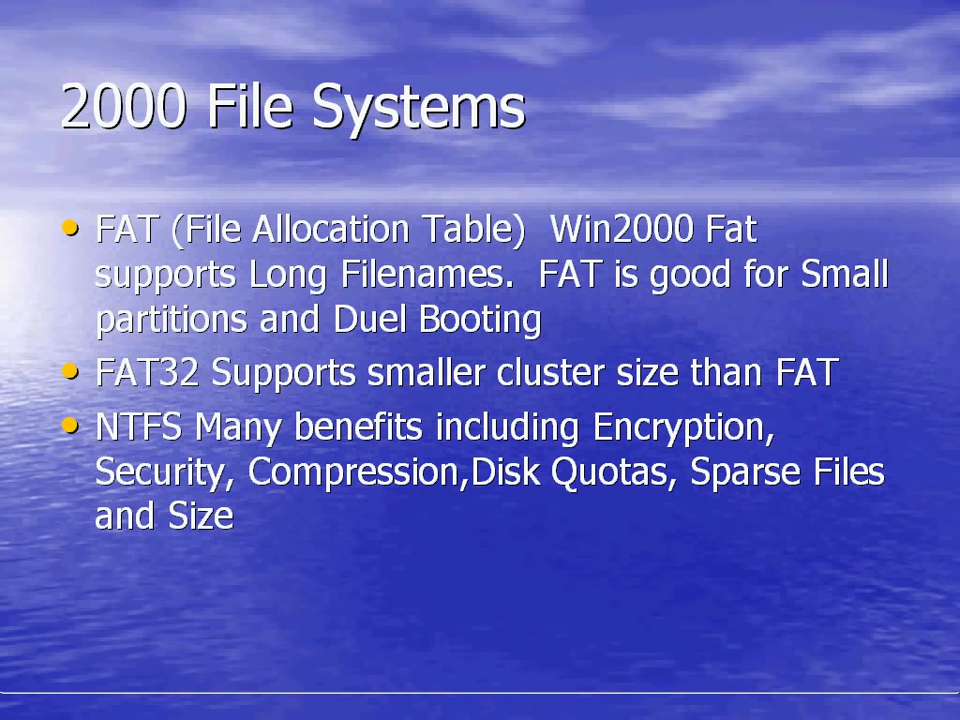 2000 File Systems
FAT (File Allocation Table)  Win2000 Fat
supports Long Filenames.  FAT is good for Small
partitions and Duel Booting
FAT32 Supports smaller cluster size than FAT
NTFS Many benefits including Encryption,
Security, Compression,Disk Quotas, Sparse Files
and Size